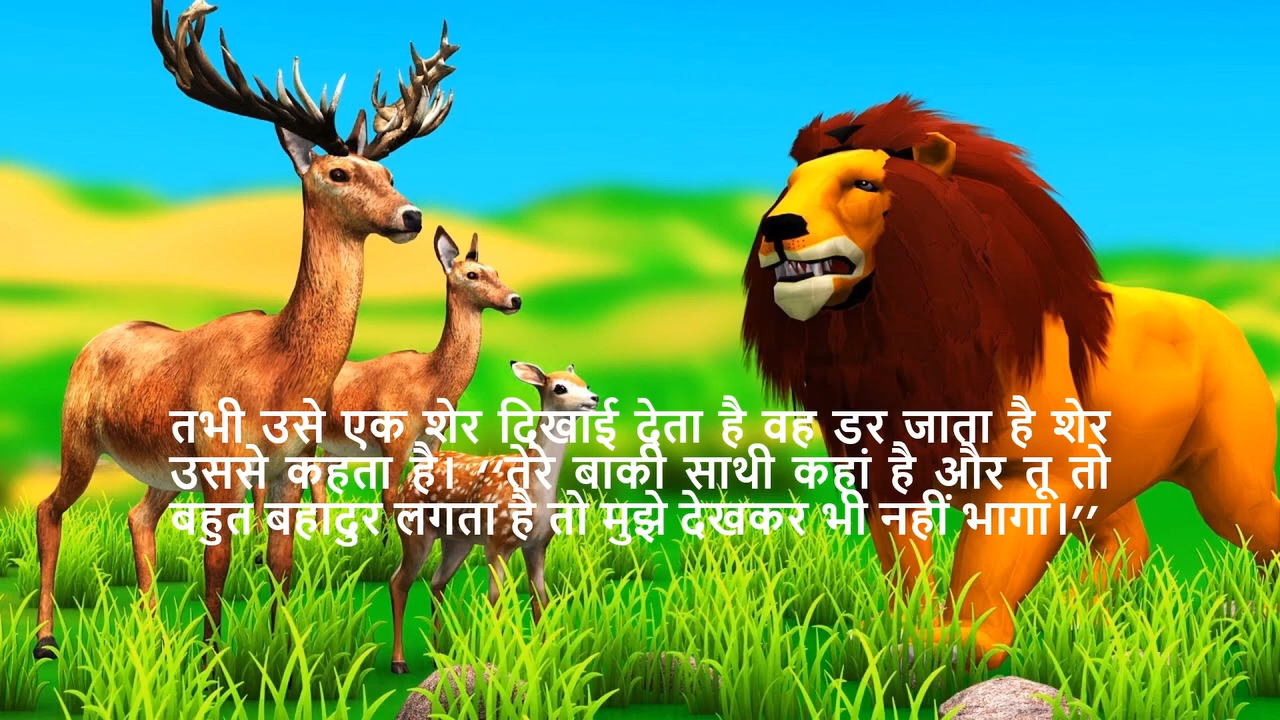 तभी उसे एक शेर दिखाई देता है वह डर जाता है शेर
उससे कहता है। ‘‘तेरे बाकी साथी कहां है और तू तो
बहुत बहादुर लगता है तो मुझे देखकर भी नहीं भागा।’’